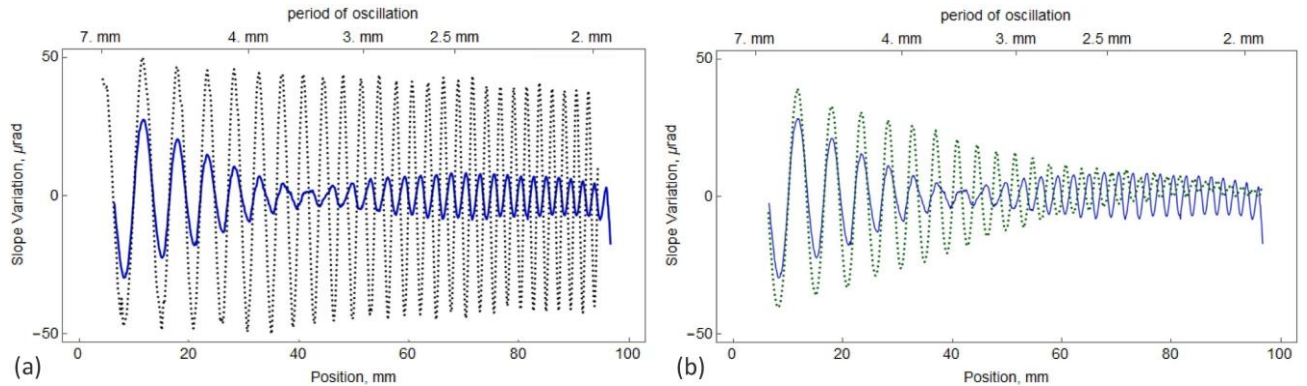 period of oscillation
7. mm 4. mm 3. mm 2.5 mm 2. mm
50
0
−50
Slope Variation, μrad
0 20 40 60 80 100
Position, mm
(a)
period of oscillation
7. mm 4. mm 3. mm 2.5 mm 2. mm
50
0
−50
Slope Variation, μrad
0 20 40 60 80 100
Position, mm
(b)